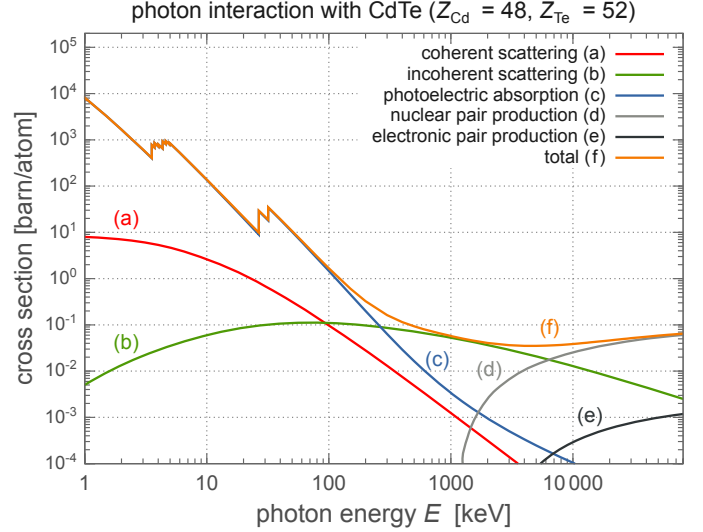 photon interaction with CdTe (Z_Cd = 48, Z_Te = 52)
coherent scattering (a)
incoherent scattering (b)
photoelectric absorption (c)
nuclear pair production (d)
electronic pair production (e)
total (f)
cross section [barn/atom]
10^5
10^4
10^3
10^2
10^1
10^0
10^-1
10^-2
10^-3
10^-4
(a)
(b)
(c)
(d)
(e)
(f)
1
10
100
1000
10 000
photon energy E [keV]